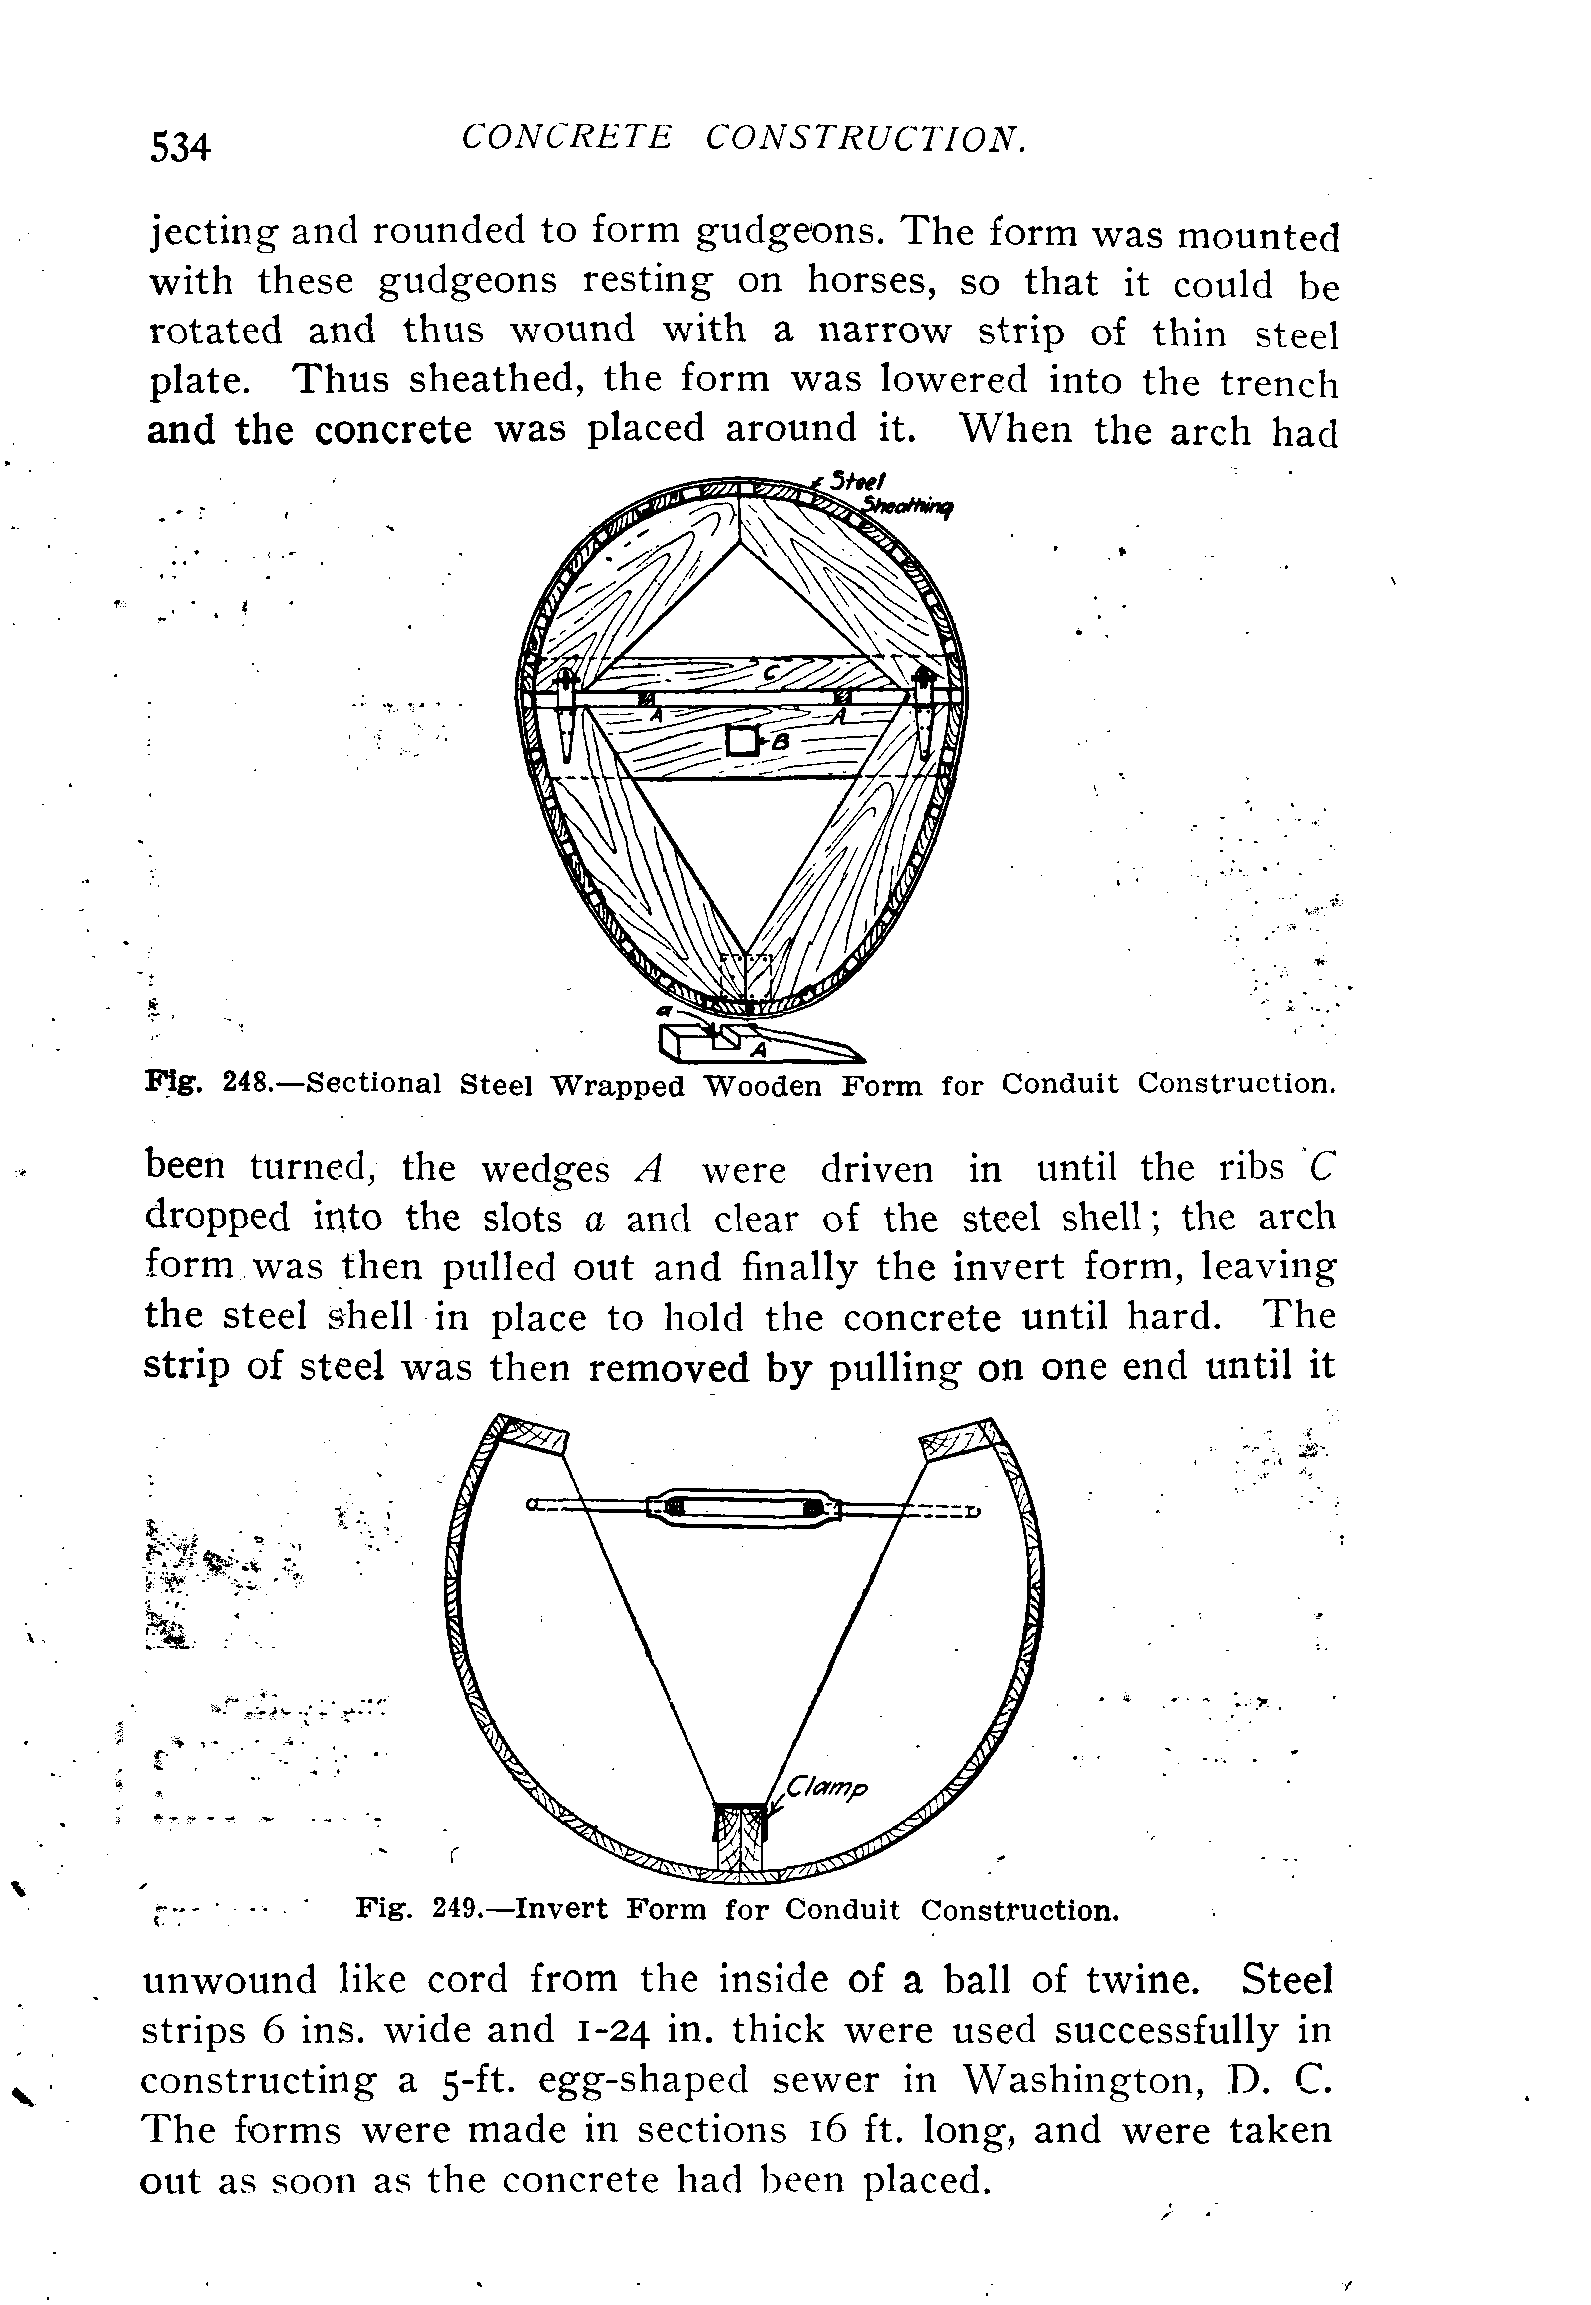 534
CONCRETE CONSTRUCTION.
jecting and rounded to form gudgeons. The form was mounted
with these gudgeons resting on horses, so that it could be
rotated and thus wound with a narrow strip of thin steel
plate. Thus sheathed, the form was lowered into the trench
and the concrete was placed around it. When the arch had
Steel
Sheathing
C
A A
B
a
A
Fig. 248.—Sectional Steel Wrapped Wooden Form for Conduit Construction.
been turned, the wedges A were driven in until the ribs C
dropped into the slots a and clear of the steel shell; the arch
form was then pulled out and finally the invert form, leaving
the steel shell in place to hold the concrete until hard. The
strip of steel was then removed by pulling on one end until it
Clamp
Fig. 249.—Invert Form for Conduit Construction.
unwound like cord from the inside of a ball of twine. Steel
strips 6 ins. wide and 1-24 in. thick were used successfully in
constructing a 5-ft. egg-shaped sewer in Washington, D. C.
The forms were made in sections 16 ft. long, and were taken
out as soon as the concrete had been placed.